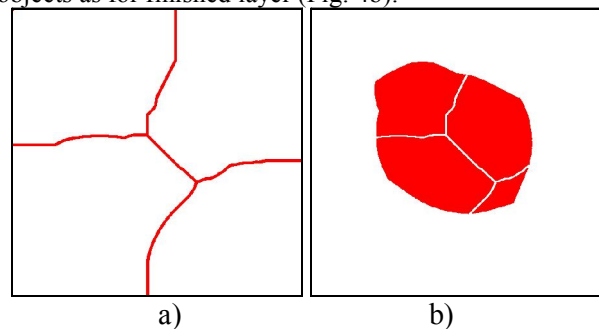 objects as for finished layer (Fig. 4b).
a) b)